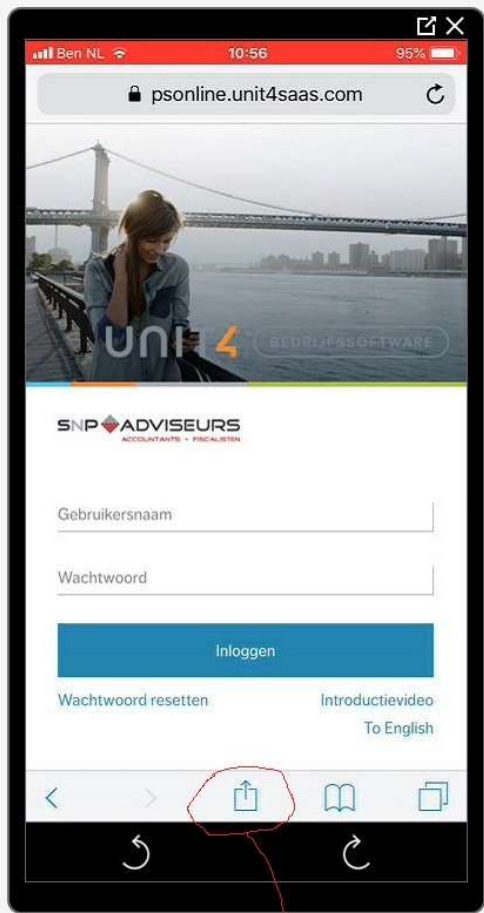 Ben NL 10:56 95%
psonline.unit4saas.com
UNIT4 BEDRIJFSSOFTWARE
SNP ADVISEURS
ACCOUNTANTS • FISCALISTEN
Gebruikersnaam
Wachtwoord
Inloggen
Wachtwoord resetten Introductievideo
To English